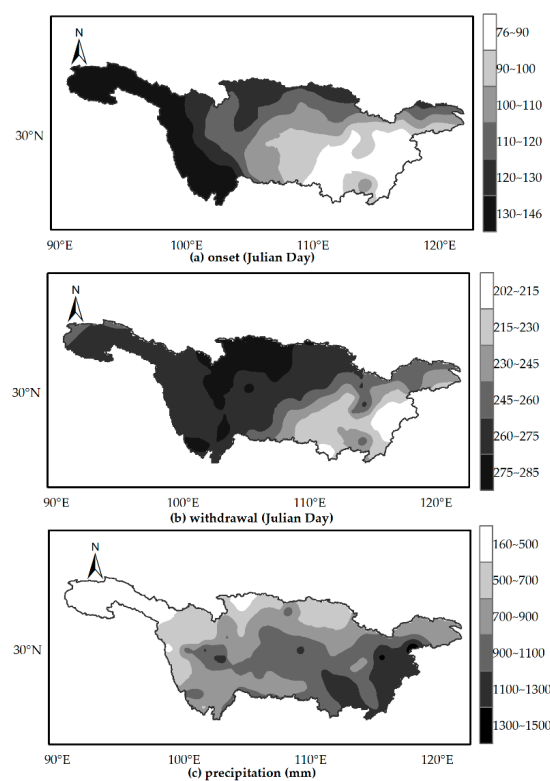 N
30°N
90°E 100°E 110°E 120°E
(a) onset (Julian Day)
76~90
90~100
100~110
110~120
120~130
130~146
N
30°N
90°E 100°E 110°E 120°E
(b) withdrawal (Julian Day)
202~215
215~230
230~245
245~260
260~275
275~285
N
30°N
90°E 100°E 110°E 120°E
(c) precipitation (mm)
160~500
500~700
700~900
900~1100
1100~1300
1300~1500